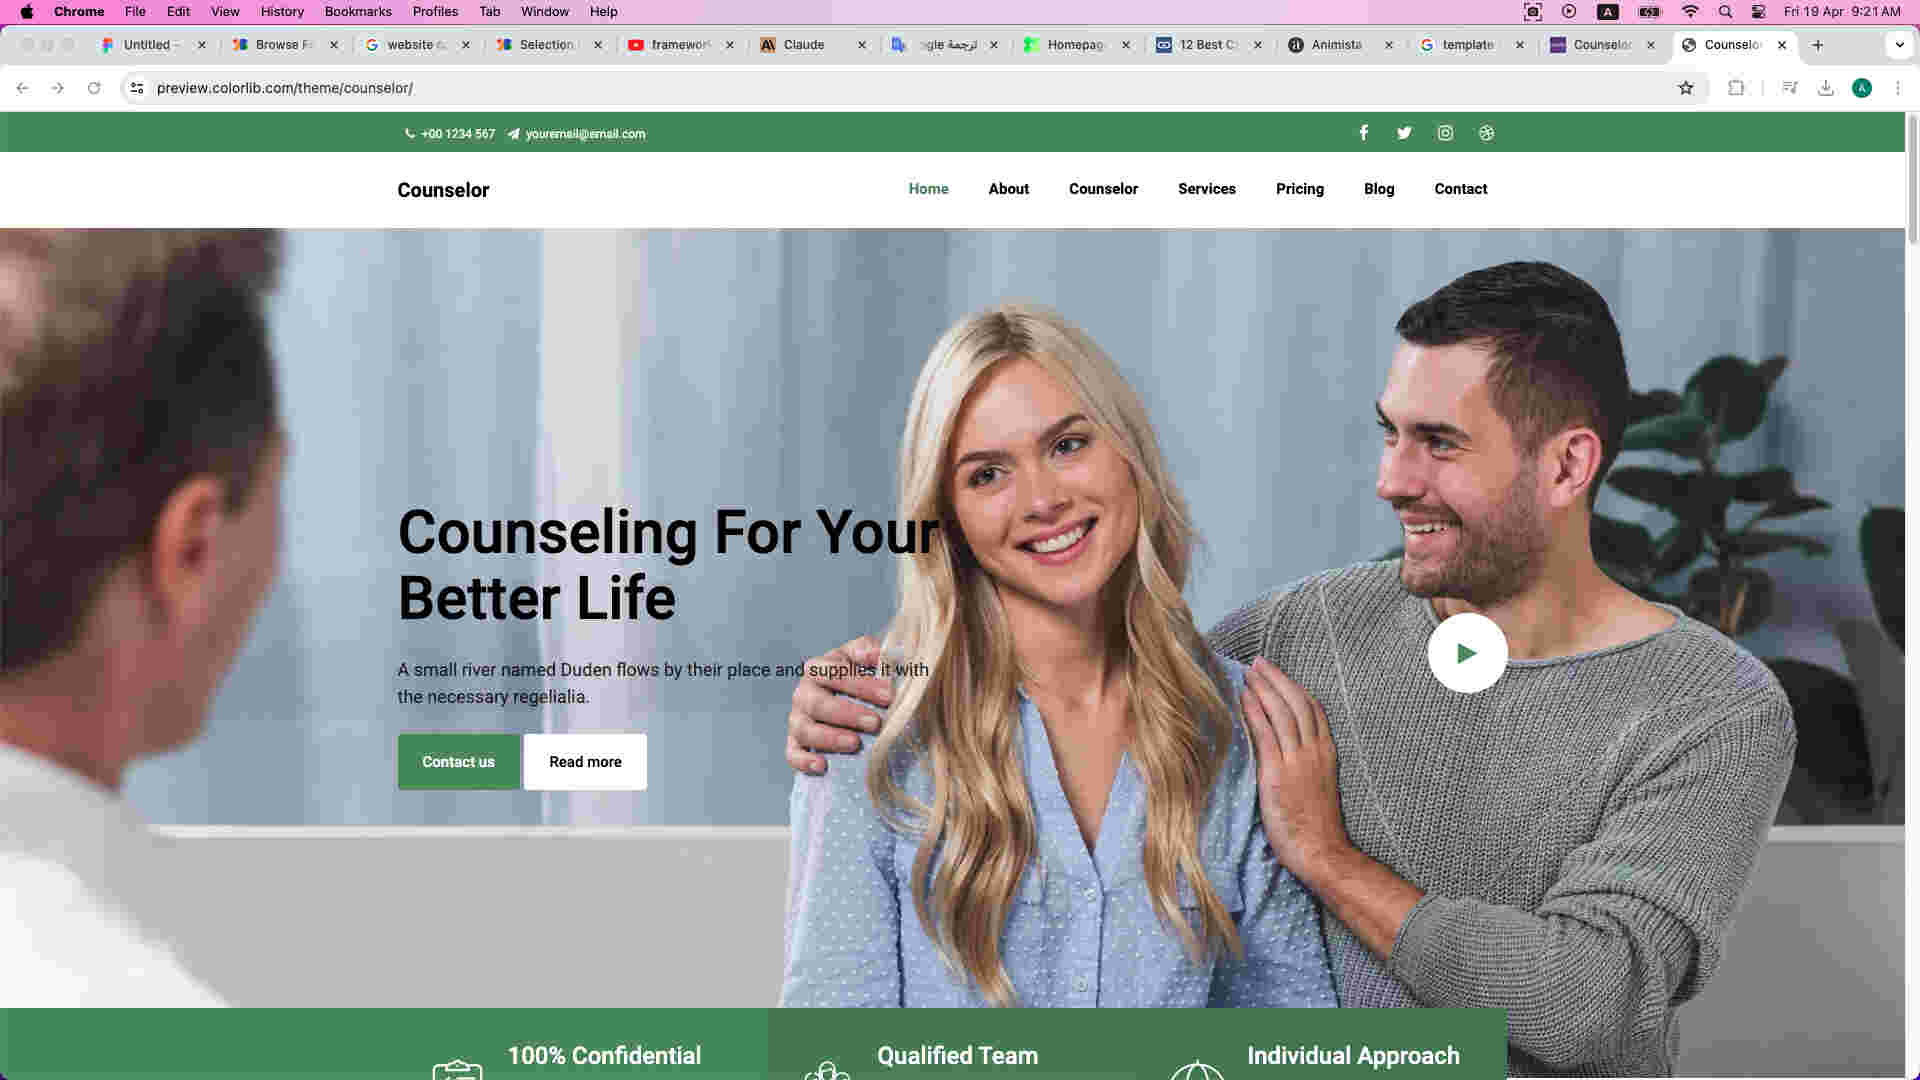 Chrome File Edit View History Bookmarks Profiles Tab Window Help A Fri 19 Apr 9:21 AM
Untitled – Browse Fi website Selection YouTube framework Claude ogle ترجمة Homepag 12 Best C Animista template Counselor Counselor
preview.colorlib.com/theme/counselor/ A
+00 1234 567 youremail@email.com
Counselor Home About Counselor Services Pricing Blog Contact
Counseling For Your
Better Life
A small river named Duden flows by their place and supplies it with
the necessary regelialia.
Contact us Read more
100% Confidential Qualified Team Individual Approach